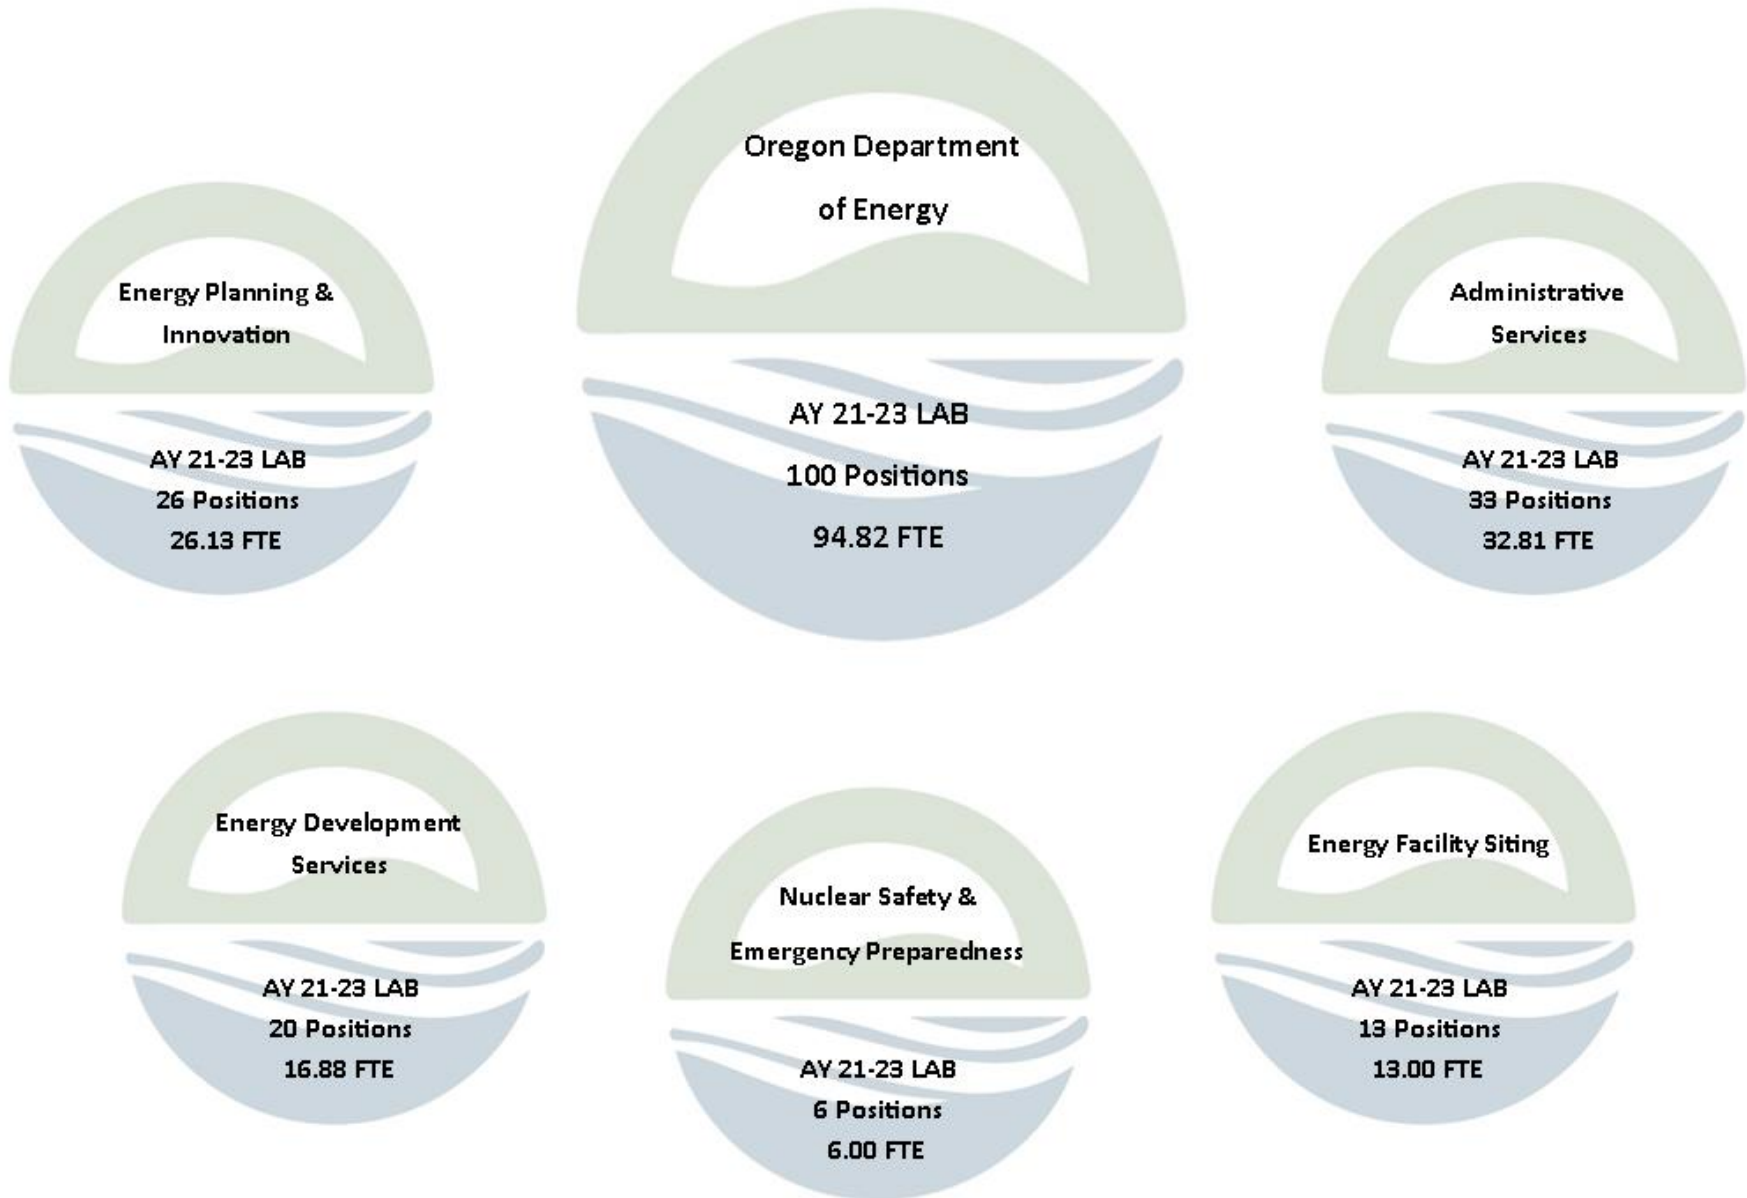 Oregon Department
of Energy
AY 21-23 LAB
100 Positions
94.82 FTE
Energy Planning &
Innovation
AY 21-23 LAB
26 Positions
26.13 FTE
Administrative
Services
AY 21-23 LAB
33 Positions
32.81 FTE
Energy Development
Services
AY 21-23 LAB
20 Positions
16.88 FTE
Nuclear Safety &
Emergency Preparedness
AY 21-23 LAB
6 Positions
6.00 FTE
Energy Facility Siting
AY 21-23 LAB
13 Positions
13.00 FTE